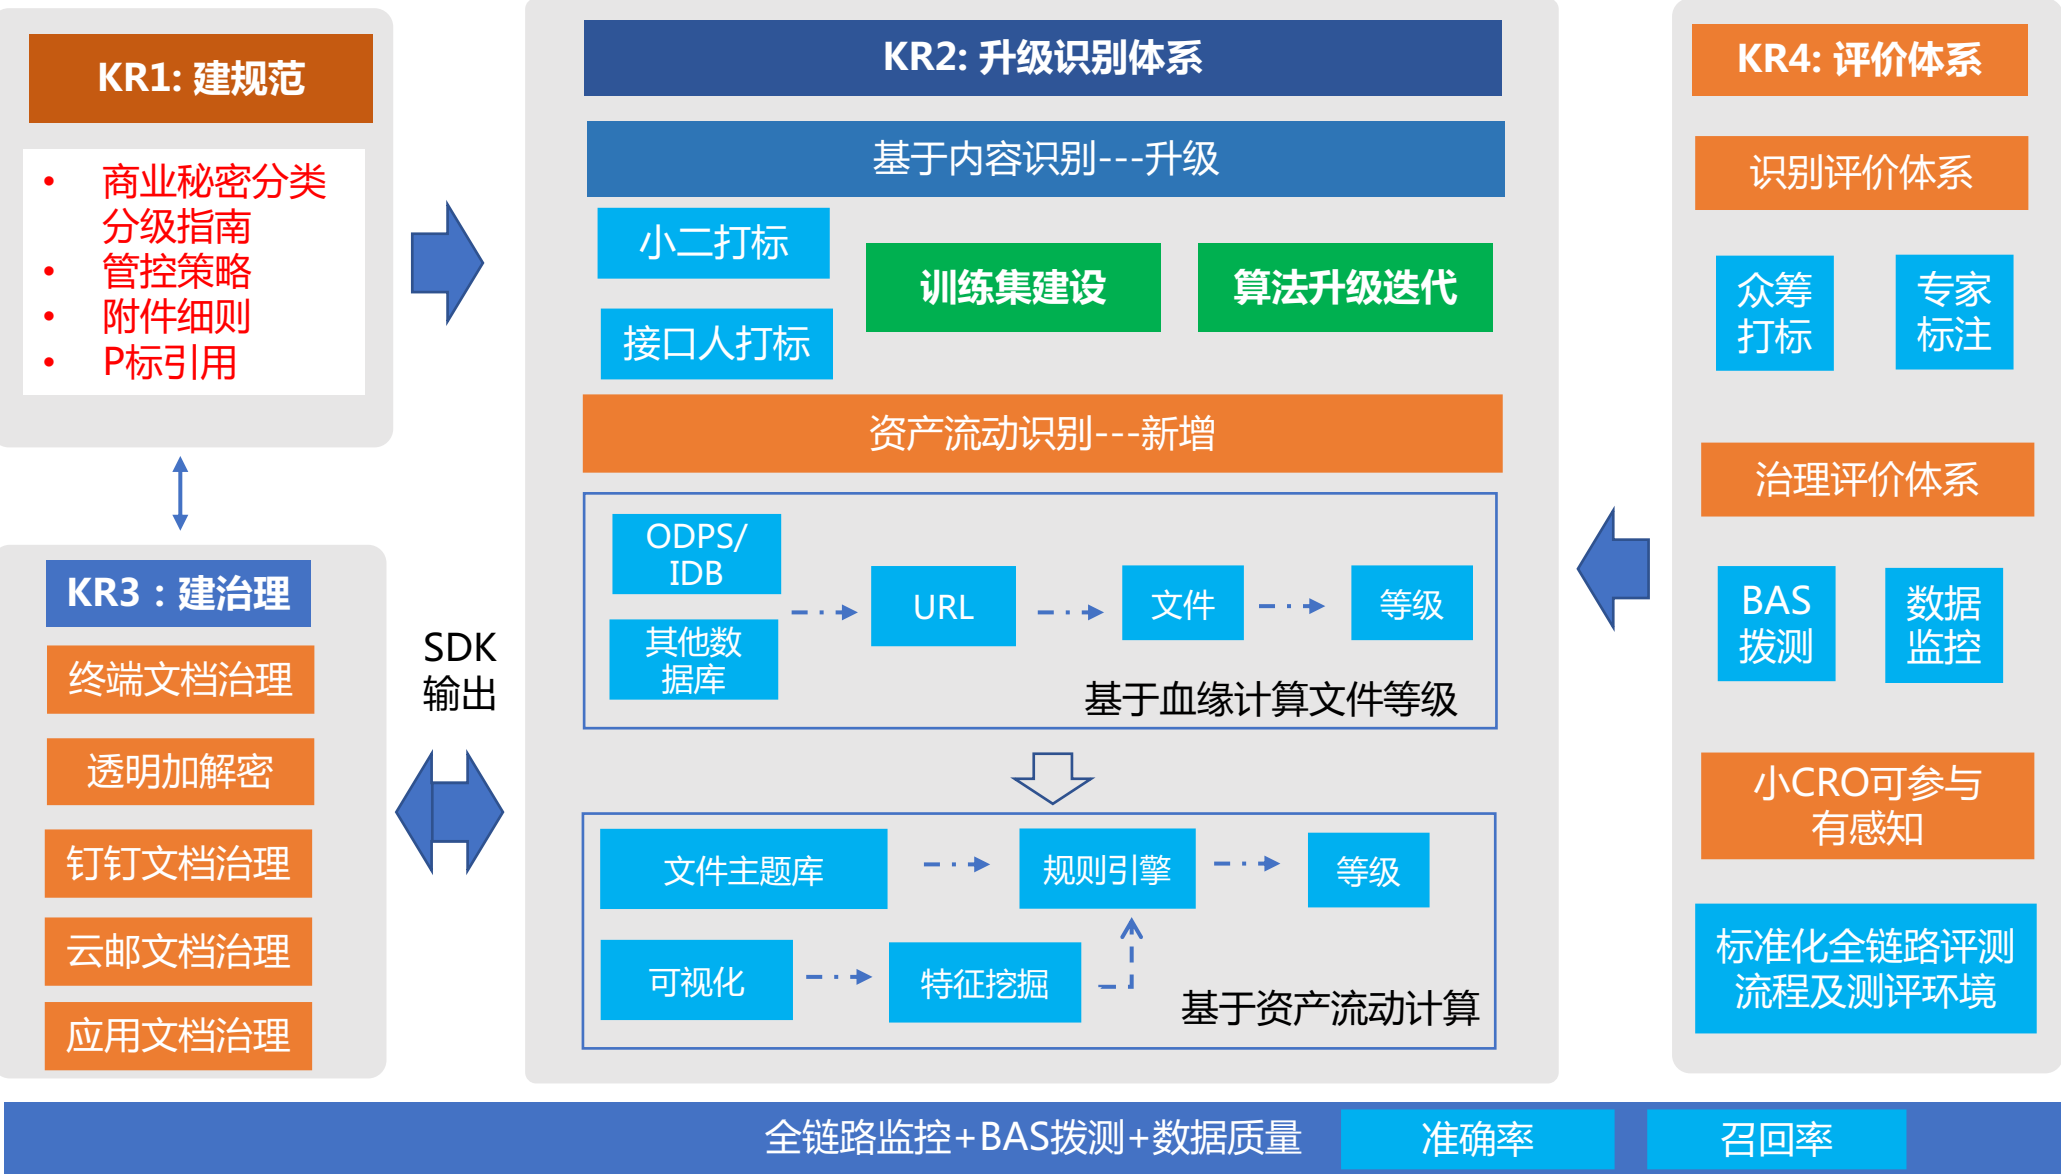 KR1: 建规范
• 商业秘密分类
分级指南
• 管控策略
• 附件细则
• P标引用
KR3：建治理
终端文档治理
透明加解密
钉钉文档治理
云邮文档治理
应用文档治理
SDK
输出
KR2: 升级识别体系
基于内容识别---升级
小二打标
接口人打标
训练集建设
算法升级迭代
资产流动识别---新增
ODPS/
IDB
其他数
据库
URL
文件
等级
基于血缘计算文件等级
文件主题库
规则引擎
等级
可视化
特征挖掘
基于资产流动计算
KR4: 评价体系
识别评价体系
众筹
打标
专家
标注
治理评价体系
BAS
拨测
数据
监控
小CRO可参与
有感知
标准化全链路评测
流程及测评环境
全链路监控+BAS拨测+数据质量
准确率
召回率